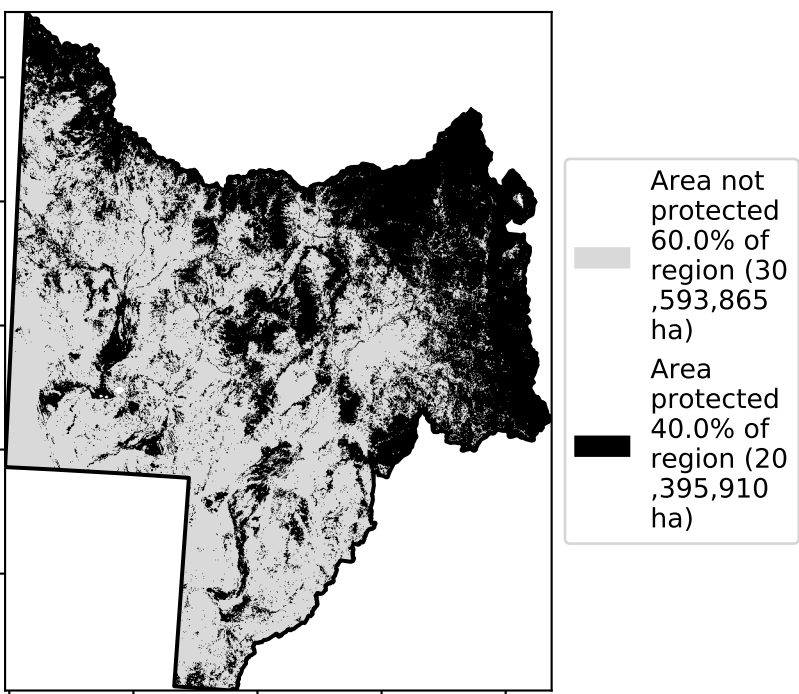 Area not
protected
60.0% of
region (30
,593,865
ha)
Area
protected
40.0% of
region (20
,395,910
ha)